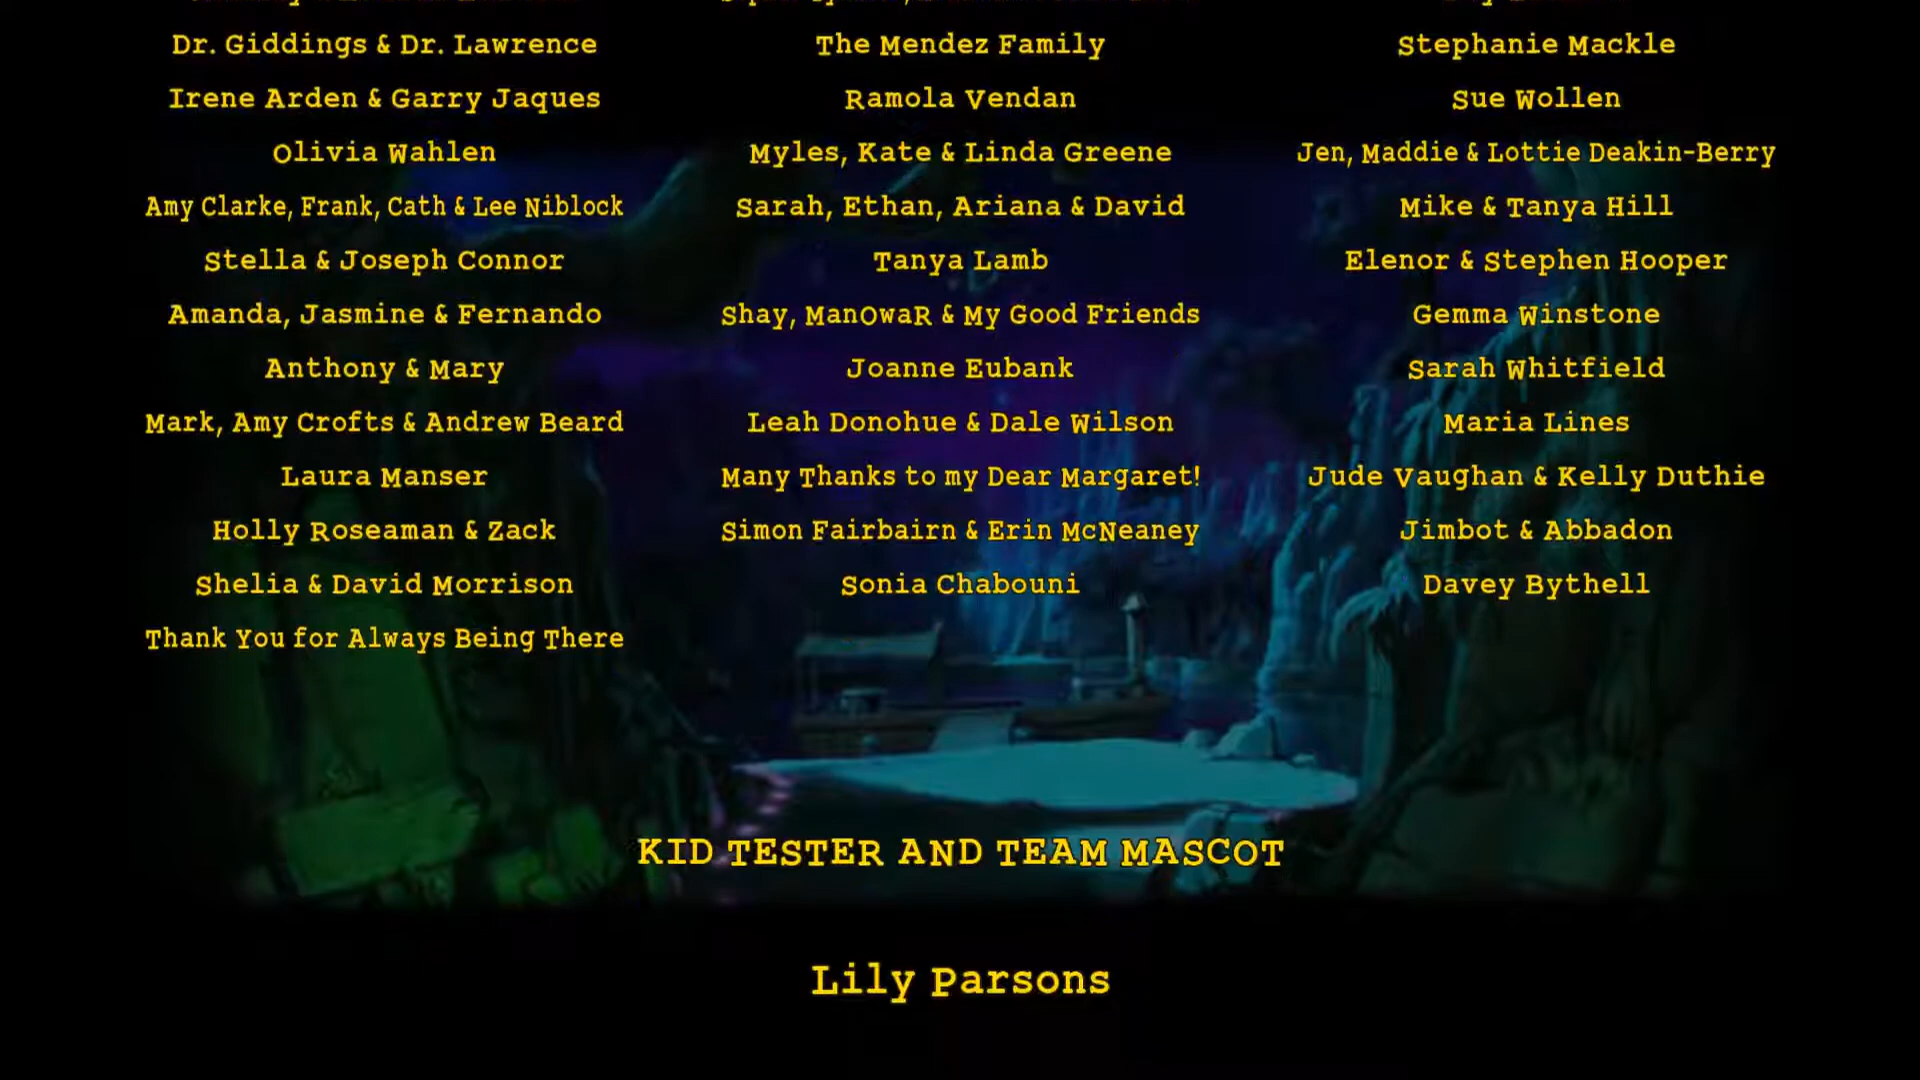 Dr. Giddings & Dr. Lawrence
Irene Arden & Garry Jaques
Olivia Wahlen
Amy Clarke, Frank, Cath & Lee Niblock
Stella & Joseph Connor
Amanda, Jasmine & Fernando
Anthony & Mary
Mark, Amy Crofts & Andrew Beard
Laura Manser
Holly Roseaman & Zack
Shelia & David Morrison
Thank You for Always Being There
The Mendez Family
Ramola Vendan
Myles, Kate & Linda Greene
Sarah, Ethan, Ariana & David
Tanya Lamb
Shay, ManOwaR & My Good Friends
Joanne Eubank
Leah Donohue & Dale Wilson
Many Thanks to my Dear Margaret!
Simon Fairbairn & Erin McNeaney
Sonia Chabouni
Stephanie Mackle
Sue Wollen
Jen, Maddie & Lottie Deakin-Berry
Mike & Tanya Hill
Elenor & Stephen Hooper
Gemma Winstone
Sarah Whitfield
Maria Lines
Jude Vaughan & Kelly Duthie
Jimbot & Abbadon
Davey Bythell
KID TESTER AND TEAM MASCOT
Lily Parsons